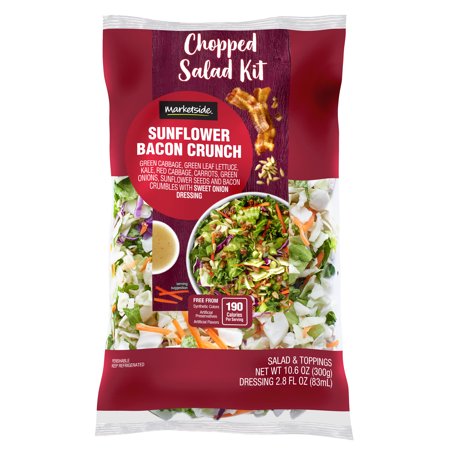 Chopped
Salad Kit
marketside.
SUNFLOWER
BACON CRUNCH
GREEN CABBAGE, GREEN LEAF LETTUCE,
KALE, RED CABBAGE, CARROTS, GREEN
ONIONS, SUNFLOWER SEEDS AND BACON
CRUMBLES WITH SWEET ONION
DRESSING
serving
suggestion
FREE FROM
Synthetic Colors
Artificial
Preservatives
Artificial Flavors
190
Calories
Per Serving
SALAD & TOPPINGS
NET WT 10.6 OZ (300g)
DRESSING 2.8 FL OZ (83mL)
ERISHABLE
EEP REFRIGERATED